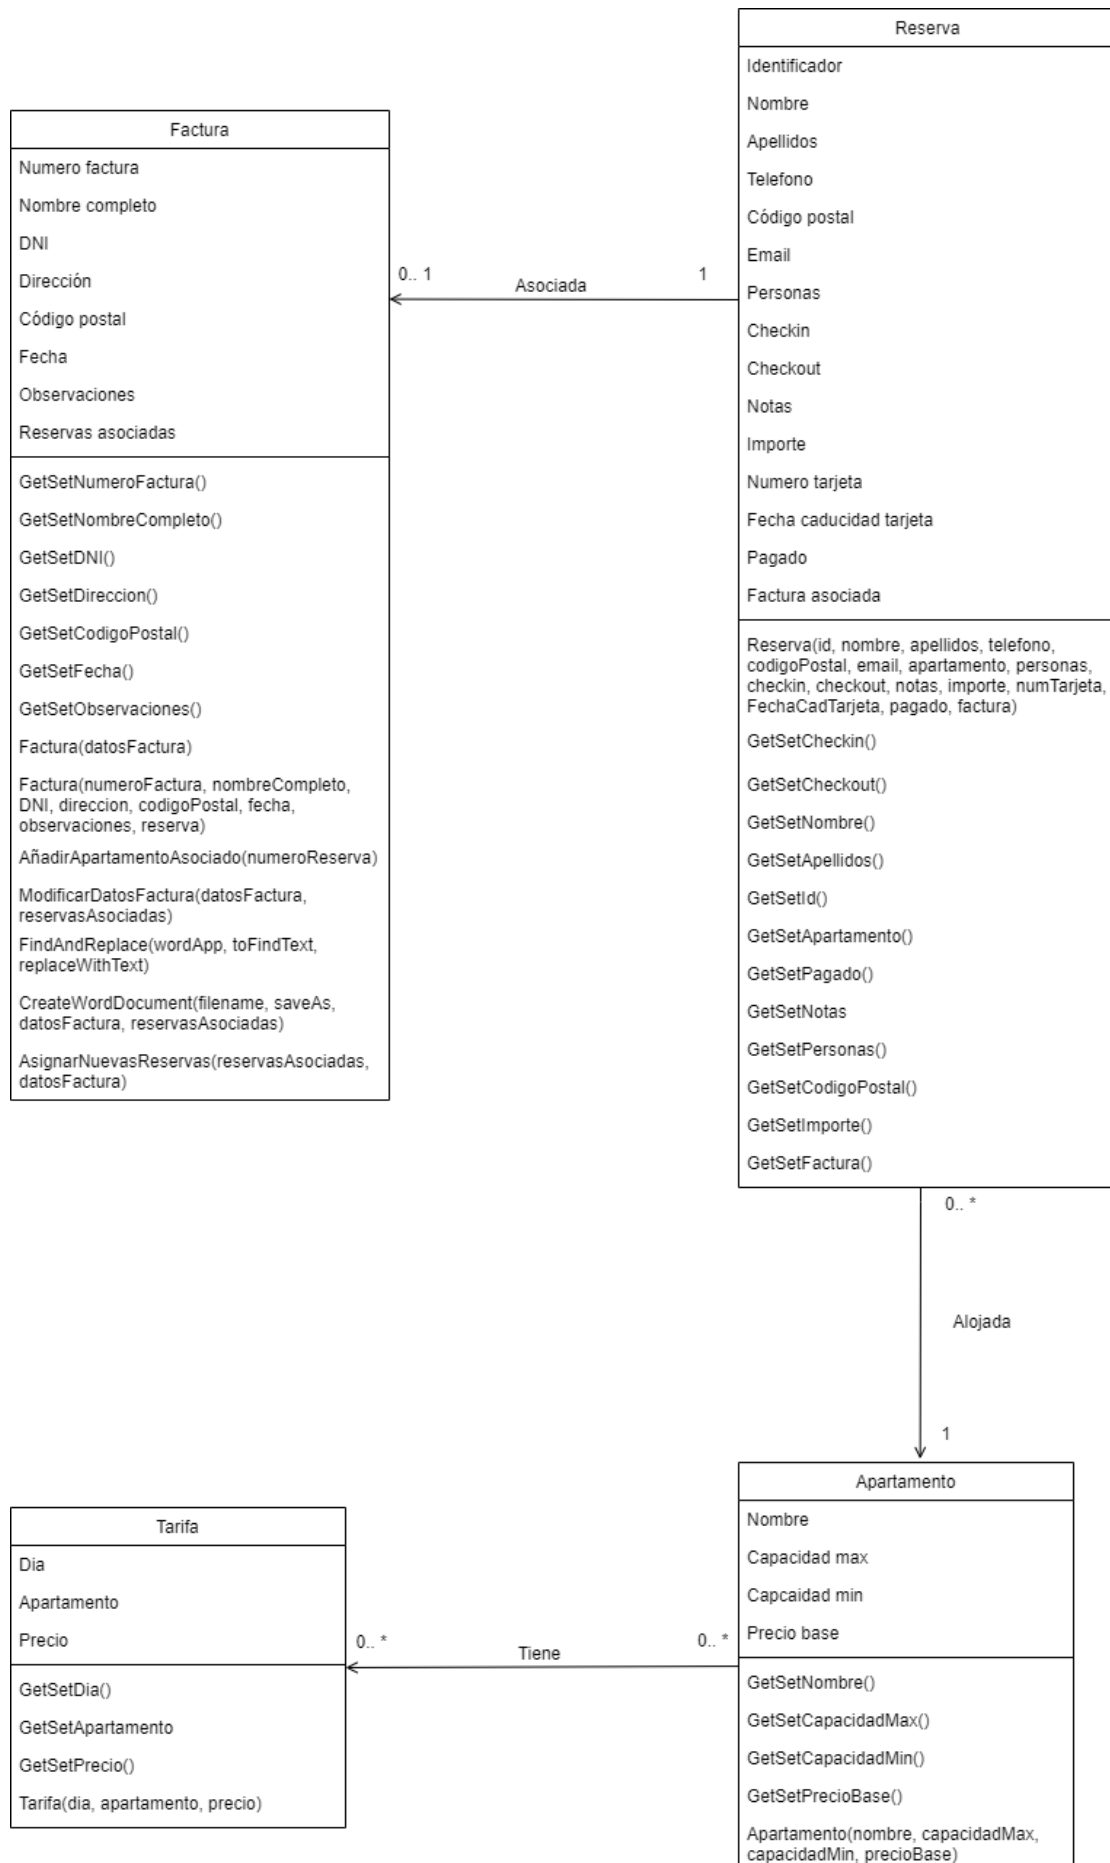 Reserva
Identificador
Nombre
Apellidos
Telefono
Código postal
Email
Personas
Checkin
Checkout
Notas
Importe
Numero tarjeta
Fecha caducidad tarjeta
Pagado
Factura asociada
Reserva(id, nombre, apellidos, telefono,
codigoPostal, email, apartamento, personas,
checkin, checkout, notas, importe, numTarjeta,
FechaCadTarjeta, pagado, factura)
GetSetCheckin()
GetSetCheckout()
GetSetNombre()
GetSetApellidos()
GetSetId()
GetSetApartamento()
GetSetPagado()
GetSetNotas
GetSetPersonas()
GetSetCodigoPostal()
GetSetImporte()
GetSetFactura()
Factura
Numero factura
Nombre completo
DNI
Dirección
Código postal
Fecha
Observaciones
Reservas asociadas
GetSetNumeroFactura()
GetSetNombreCompleto()
GetSetDNI()
GetSetDireccion()
GetSetCodigoPostal()
GetSetFecha()
GetSetObservaciones()
Factura(datosFactura)
Factura(numeroFactura, nombreCompleto,
DNI, direccion, codigoPostal, fecha,
observaciones, reserva)
AñadirApartamentoAsociado(numeroReserva)
ModificarDatosFactura(datosFactura,
reservasAsociadas)
FindAndReplace(wordApp, toFindText,
replaceWithText)
CreateWordDocument(filename, saveAs,
datosFactura, reservasAsociadas)
AsignarNuevasReservas(reservasAsociadas,
datosFactura)
0.. 1
Asociada
1
0.. *
Alojada
1
Apartamento
Nombre
Capacidad max
Capcaidad min
Precio base
GetSetNombre()
GetSetCapacidadMax()
GetSetCapacidadMin()
GetSetPrecioBase()
Apartamento(nombre, capacidadMax,
capacidadMin, precioBase)
Tarifa
Dia
Apartamento
Precio
GetSetDia()
GetSetApartamento
GetSetPrecio()
Tarifa(dia, apartamento, precio)
0.. *
Tiene
0.. *